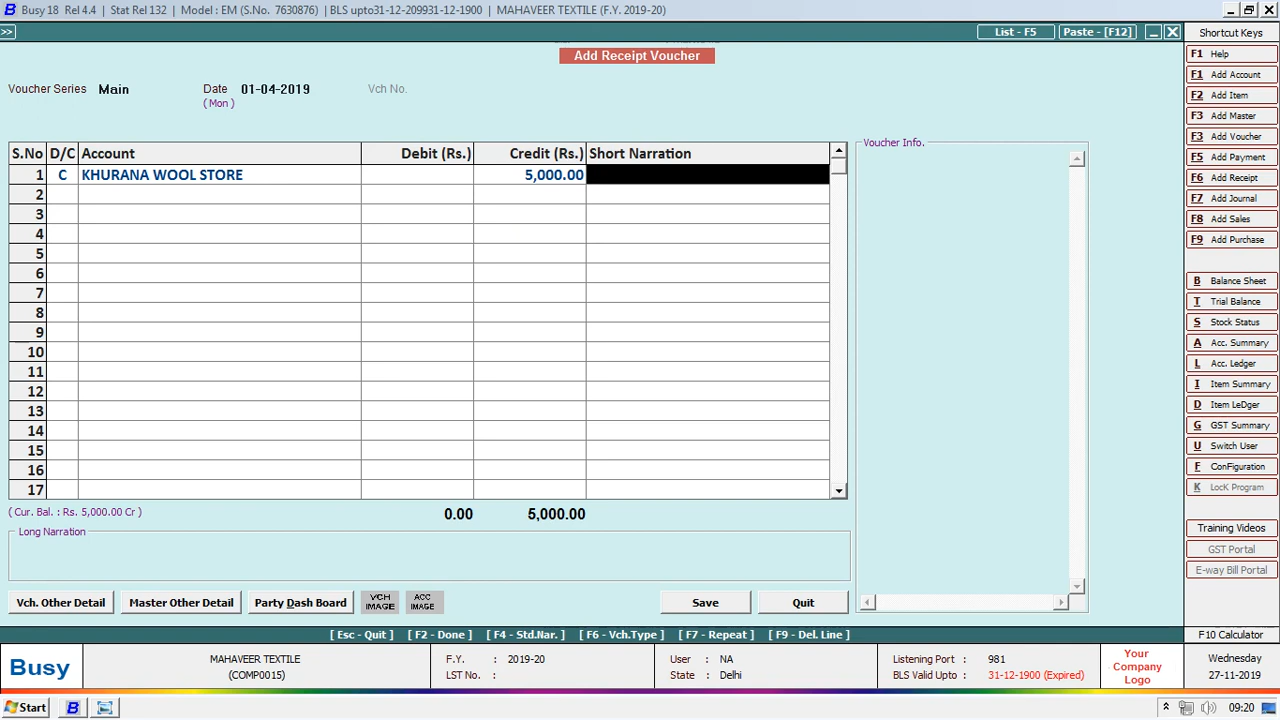 Busy 18 Rel 4.4 | Stat Rel 132 | Model : EM (S.No. 7630876) | BLS upto31-12-209931-12-1900 | MAHAVEER TEXTILE (F.Y. 2019-20)
>> List - F5 Paste - [F12]
Add Receipt Voucher
Voucher Series Main Date 01-04-2019 Vch No.
( Mon )
S.No D/C Account Debit (Rs.) Credit (Rs.) Short Narration
1 C KHURANA WOOL STORE 5,000.00
2
3
4
5
6
7
8
9
10
11
12
13
14
15
16
17
( Cur. Bal. : Rs. 5,000.00 Cr ) 0.00 5,000.00
Long Narration
Voucher Info.
Vch. Other Detail Master Other Detail Party Dash Board VCH IMAGE ACC IMAGE Save Quit
[ Esc - Quit ] [ F2 - Done ] [ F4 - Std.Nar. ] [ F6 - Vch.Type ] [ F7 - Repeat ] [ F9 - Del. Line ]
Shortcut Keys
F1 Help
F1 Add Account
F2 Add Item
F3 Add Master
F3 Add Voucher
F5 Add Payment
F6 Add Receipt
F7 Add Journal
F8 Add Sales
F9 Add Purchase
B Balance Sheet
T Trial Balance
S Stock Status
A Acc. Summary
L Acc. Ledger
I Item Summary
D Item LeDger
G GST Summary
U Switch User
F ConFiguration
K LocK Program
Training Videos
GST Portal
E-way Bill Portal
F10 Calculator
Busy
MAHAVEER TEXTILE
(COMP0015)
F.Y. : 2019-20
LST No. :
User : NA
State : Delhi
Listening Port : 981
BLS Valid Upto : 31-12-1900 (Expired)
Your
Company
Logo
Wednesday
27-11-2019
Start B 09:20